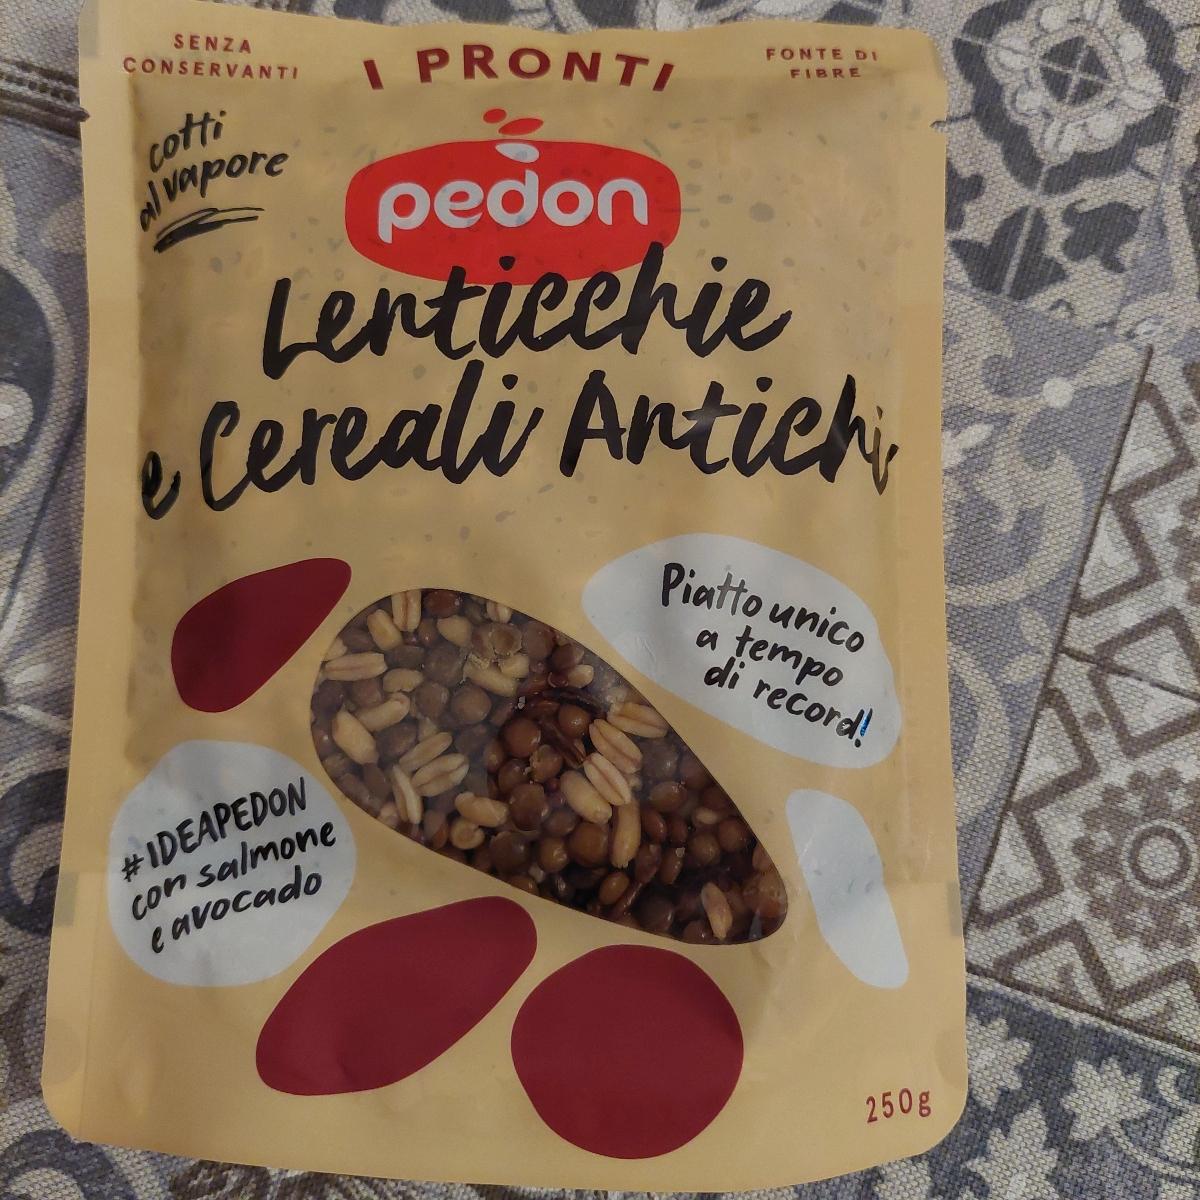 SENZA
CONSERVANTI
I PRONTI
FONTE DI
FIBRE
cotti
al vapore
pedon
Lenticchie
e Cereali Antichi
Piatto unico
a tempo
di record!
#IDEAPEDON
con salmone
e avocado
250g